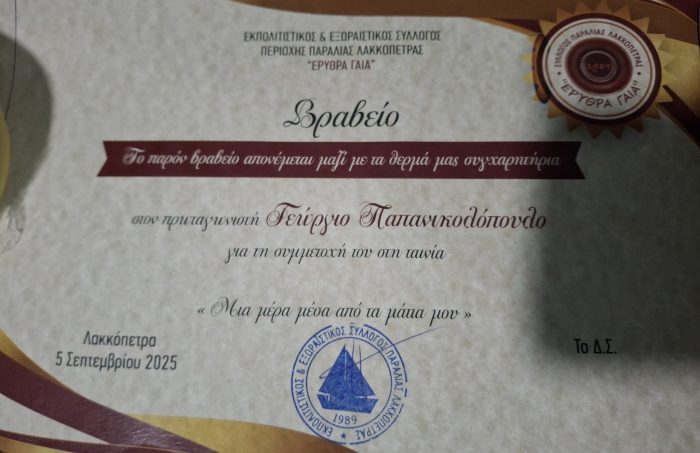 ΕΚΠΟΛΙΤΙΣΤΙΚΟΣ & ΕΞΩΡΑΪΣΤΙΚΟΣ ΣΥΛΛΟΓΟΣ
ΠΕΡΙΟΧΗΣ ΠΑΡΑΛΙΑΣ ΛΑΚΚΟΠΕΤΡΑΣ
"ΕΡΥΘΡΑ ΓΑΙΑ"
ΣΥΛΛΟΓΟΣ ΠΑΡΑΛΙΑΣ ΛΑΚΚΟΠΕΤΡΑΣ
1989
"ΕΡΥΘΡΑ ΓΑΙΑ"
Βραβείο
Το παρόν βραβείο απονέμεται μαζί με τα θερμά μας συγχαρητήρια
στον πρωταγωνιστή Γεώργιο Παπανικολόπουλο
για τη συμμετοχή του στη ταινία
« Μια μέρα μέσα από τα μάτια μου »
Λακκόπετρα
5 Σεπτεμβρίου 2025
Το Δ.Σ.
ΕΚΠΟΛΙΤΙΣΤΙΚΟΣ & ΕΞΩΡΑΪΣΤΙΚΟΣ ΣΥΛΛΟΓΟΣ ΠΑΡΑΛΙΑΣ ΛΑΚΚΟΠΕΤΡΑΣ
1989